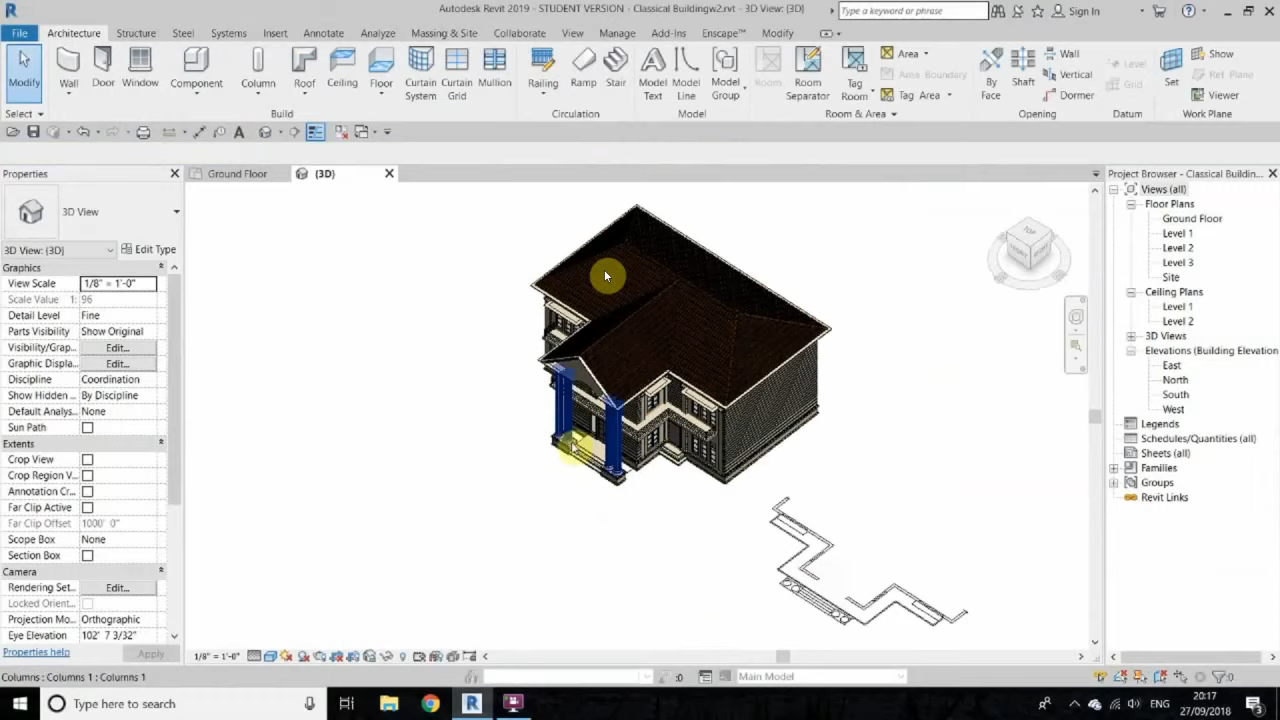 Autodesk Revit 2019 - STUDENT VERSION - Classical Buildingw2.rvt - 3D View: {3D}
Type a keyword or phrase
Sign In
File Architecture Structure Steel Systems Insert Annotate Analyze Massing & Site Collaborate View Manage Add-Ins Enscape™ Modify
Modify Wall Door Window Component Column Roof Ceiling Curtain System Floor Curtain Grid Mullion Railing Ramp Stair Model Text Model Line Model Group Room Room Separator Tag Room
Area
Area Boundary
Tag Area
By Face Shaft
Wall
Vertical
Dormer
Level
Grid
Set
Show
Ref Plane
Viewer
Select Build Circulation Model Room & Area Opening Datum Work Plane
Properties
Ground Floor
{3D}
Project Browser - Classical Buildin...
3D View
3D View: {3D} Edit Type
Graphics
View Scale 1/8" = 1'-0"
Scale Value 1: 96
Detail Level Fine
Parts Visibility Show Original
Visibility/Grap... Edit...
Graphic Displa... Edit...
Discipline Coordination
Show Hidden ... By Discipline
Default Analys... None
Sun Path
Extents
Crop View
Crop Region V...
Annotation Cr...
Far Clip Active
Far Clip Offset 1000' 0"
Scope Box None
Section Box
Camera
Rendering Set... Edit...
Locked Orient...
Projection Mo... Orthographic
Eye Elevation 102' 7 3/32"
Properties help Apply
TOP
Views (all)
Floor Plans
Ground Floor
Level 1
Level 2
Level 3
Site
Ceiling Plans
Level 1
Level 2
3D Views
Elevations (Building Elevation
East
North
South
West
Legends
Schedules/Quantities (all)
Sheets (all)
Families
Groups
Revit Links
1/8" = 1'-0"
Columns : Columns 1 : Columns 1
:0
Main Model
:0
Type here to search
ENG
20:17
27/09/2018
3